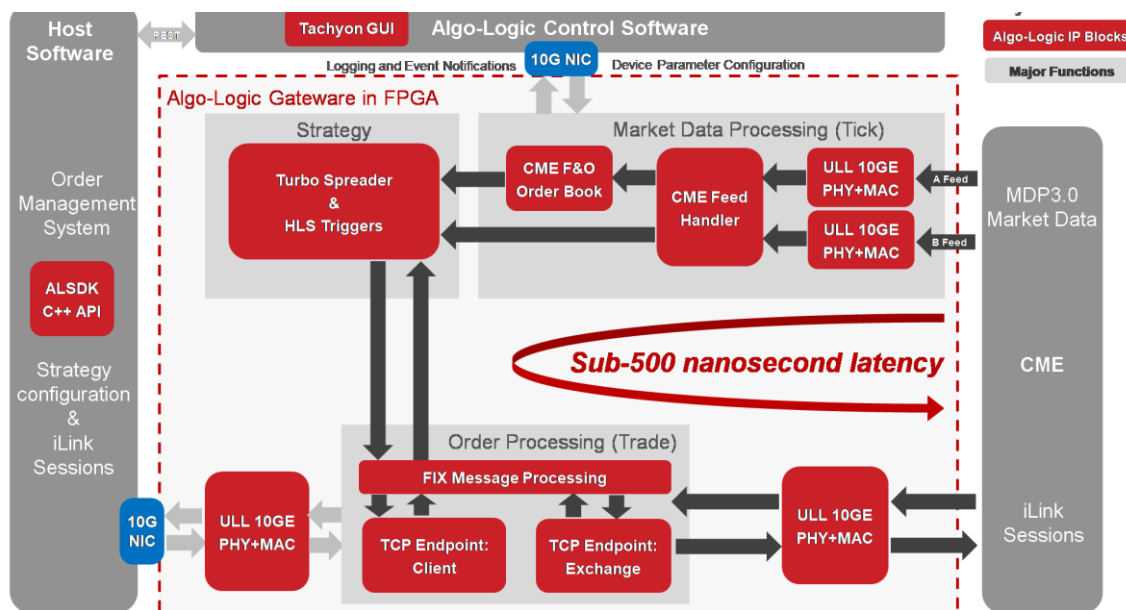 Host
Software
REST
Tachyon GUI
Algo-Logic Control Software
Algo-Logic IP Blocks
Major Functions
Logging and Event Notifications
10G NIC
Device Parameter Configuration
Algo-Logic Gateware in FPGA
Strategy
Market Data Processing (Tick)
Turbo Spreader
&
HLS Triggers
CME F&O
Order Book
CME Feed
Handler
ULL 10GE
PHY+MAC
A Feed
ULL 10GE
PHY+MAC
B Feed
MDP3.0
Market Data
Order
Management
System
ALSDK
C++ API
Strategy
configuration
&
iLink
Sessions
Sub-500 nanosecond latency
CME
Order Processing (Trade)
FIX Message Processing
10G
NIC
ULL 10GE
PHY+MAC
TCP Endpoint:
Client
TCP Endpoint:
Exchange
ULL 10GE
PHY+MAC
iLink
Sessions